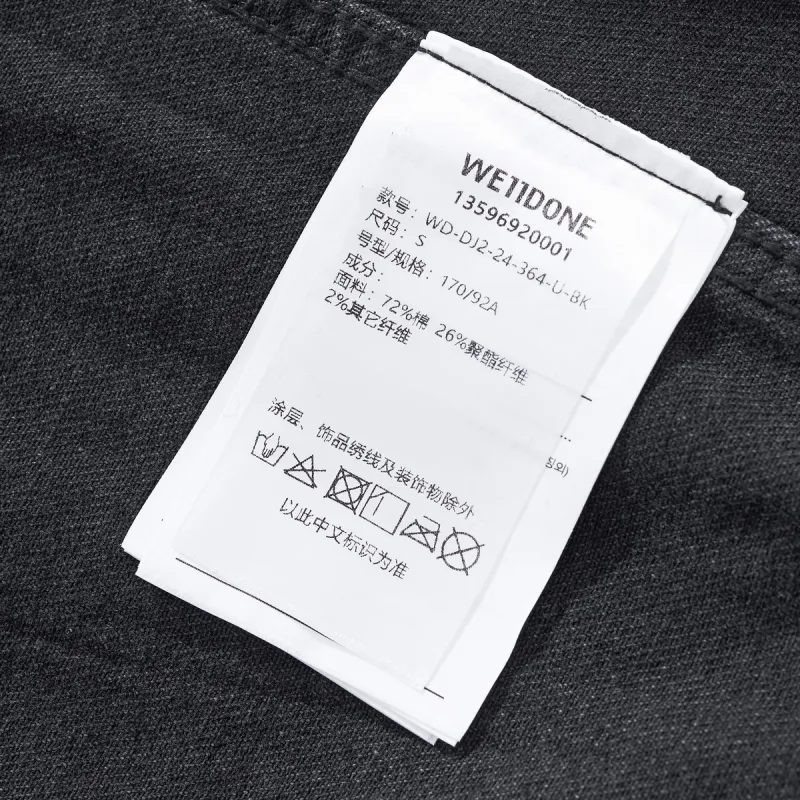 WE11DONE
13596920001
款号: WD-DJ2-24-364-U-BK
尺码: S
号型/规格: 170/92A
成分:
面料: 72%棉 26%聚酯纤维
2%其它纤维
涂层、饰品绣线及装饰物除外
以此中文标识为准